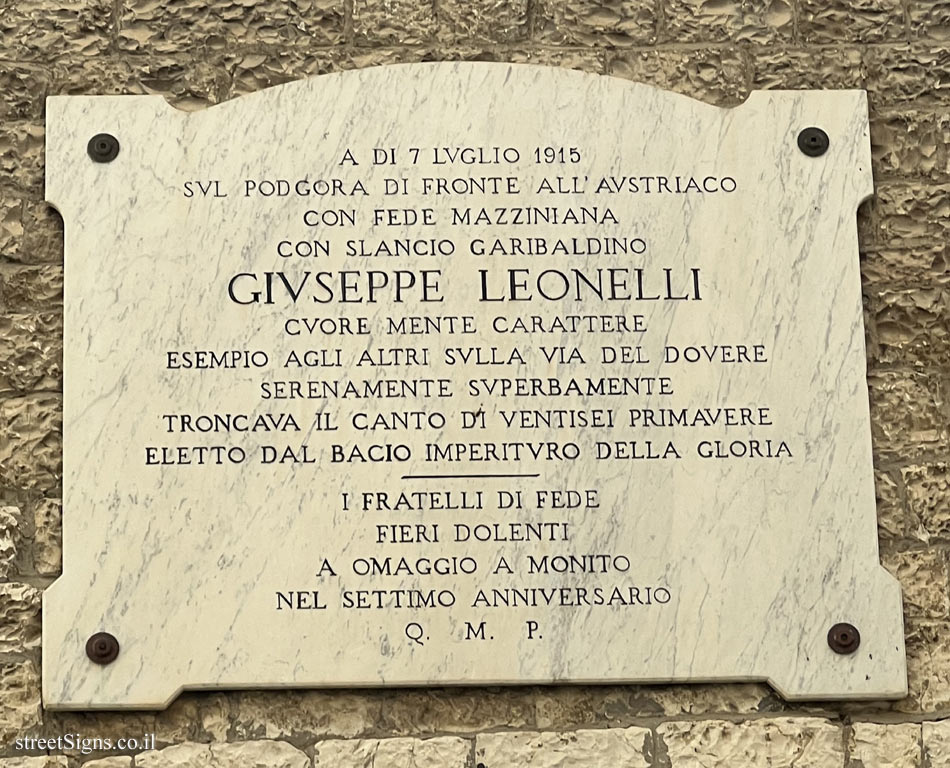 A DI 7 LVGLIO 1915
SVL PODGORA DI FRONTE ALL'AVSTRIACO
CON FEDE MAZZINIANA
CON SLANCIO GARIBALDINO
GIVSEPPE LEONELLI
CVORE MENTE CARATTERE
ESEMPIO AGLI ALTRI SVLLA VIA DEL DOVERE
SERENAMENTE SVPERBAMENTE
TRONCAVA IL CANTO DI VENTISEI PRIMAVERE
ELETTO DAL BACIO IMPERITVRO DELLA GLORIA
I FRATELLI DI FEDE
FIERI DOLENTI
A OMAGGIO A MONITO
NEL SETTIMO ANNIVERSARIO
Q. M. P.
streetSigns.co.il